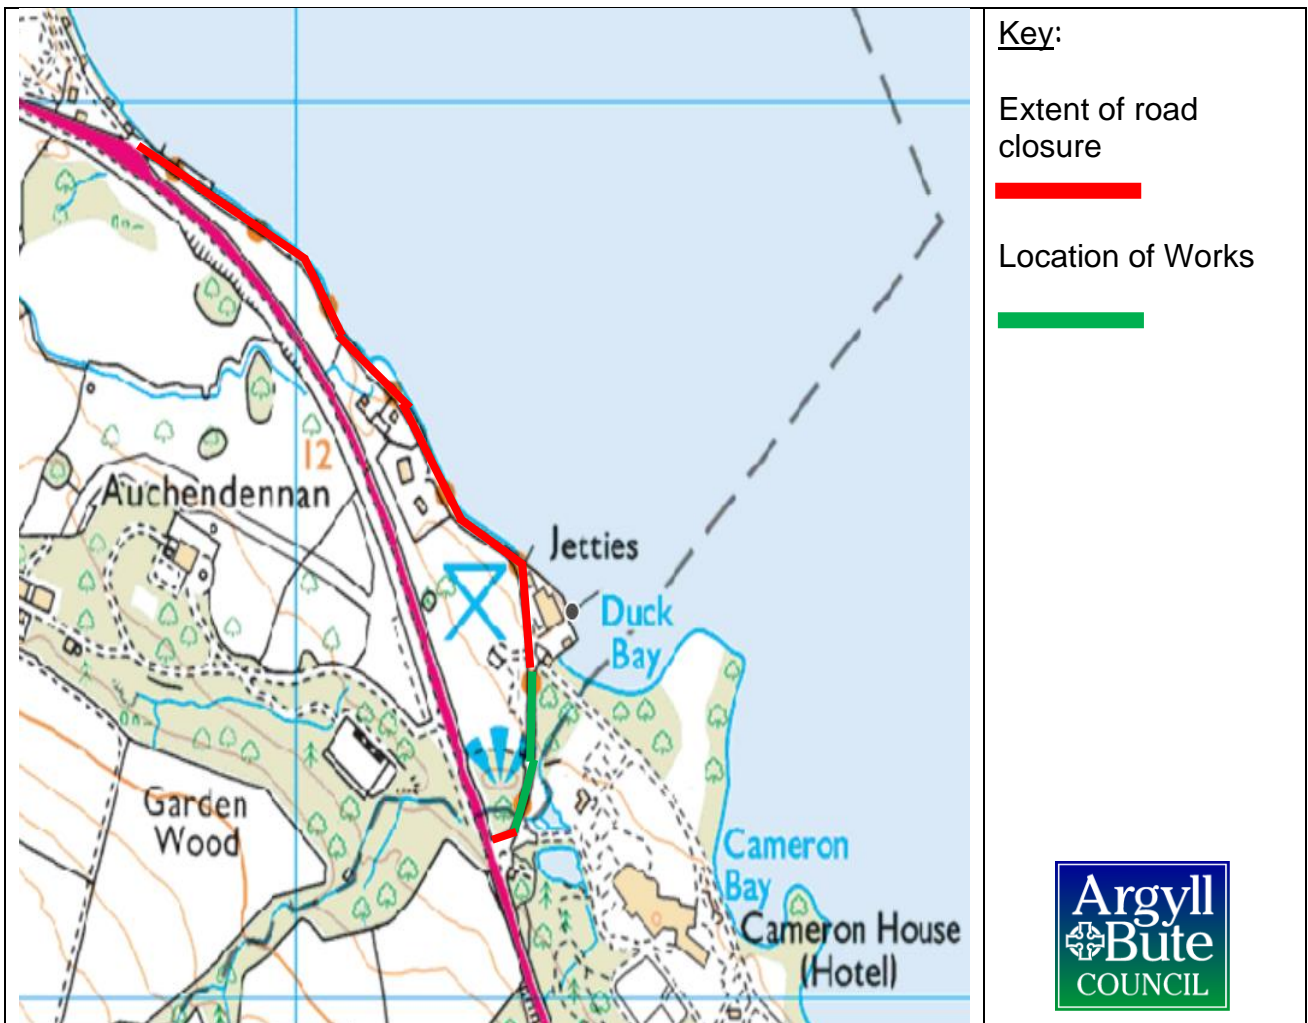 Key:
Extent of road
closure
Location of Works
12
Auchendennan
Jetties
Duck
Bay
Garden
Wood
Cameron
Bay
Cameron House
(Hotel)
Argyll
&Bute
COUNCIL